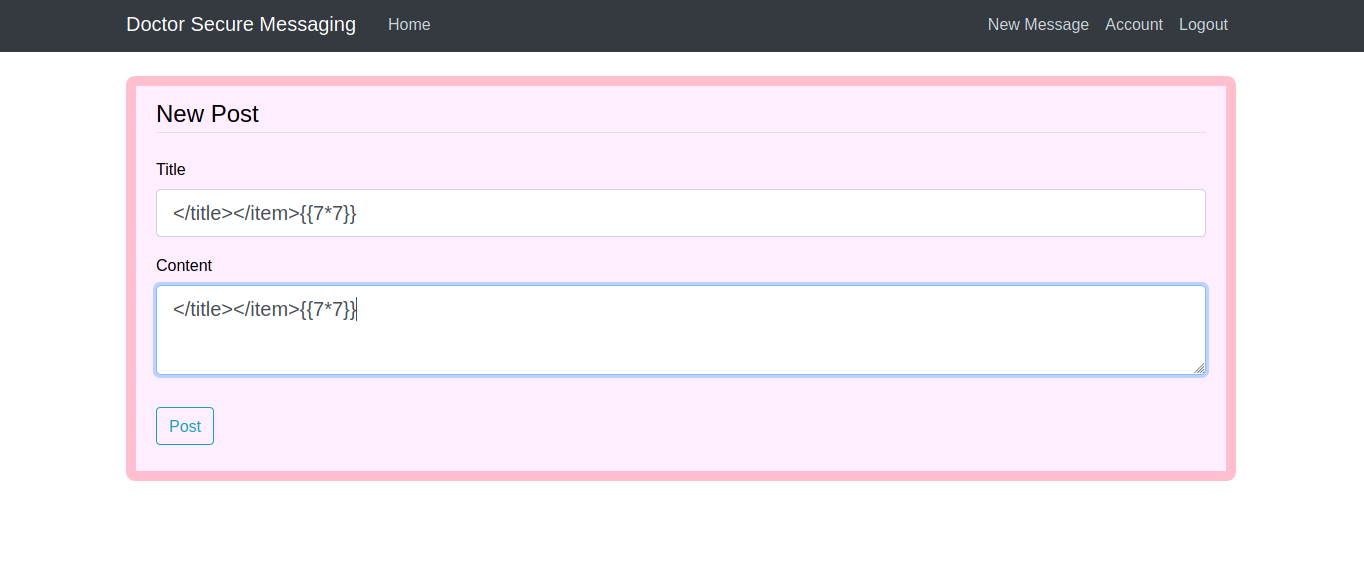 Doctor Secure Messaging Home New Message Account Logout
New Post
Title
</title></item>{{7*7}}
Content
</title></item>{{7*7}}
Post